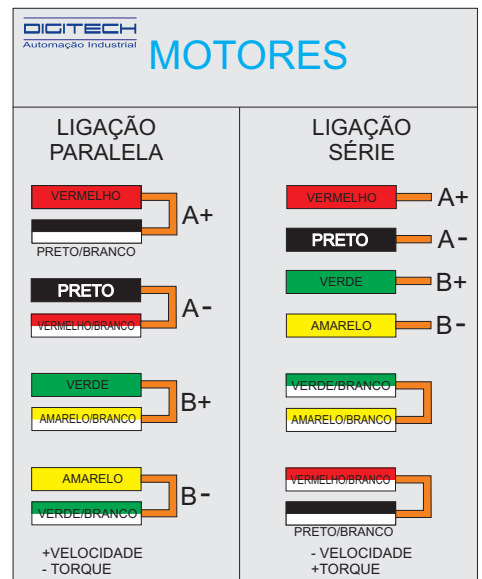 DIGITECH
Automação Industrial
MOTORES
LIGAÇÃO
PARALELA
VERMELHO
A+
PRETO/BRANCO
PRETO
A-
VERMELHO/BRANCO
VERDE
B+
AMARELO/BRANCO
AMARELO
B-
VERDE/BRANCO
+VELOCIDADE
- TORQUE
LIGAÇÃO
SÉRIE
VERMELHO A+
PRETO A-
VERDE B+
AMARELO B-
VERDE/BRANCO
AMARELO/BRANCO
VERMELHO/BRANCO
PRETO/BRANCO
- VELOCIDADE
+TORQUE